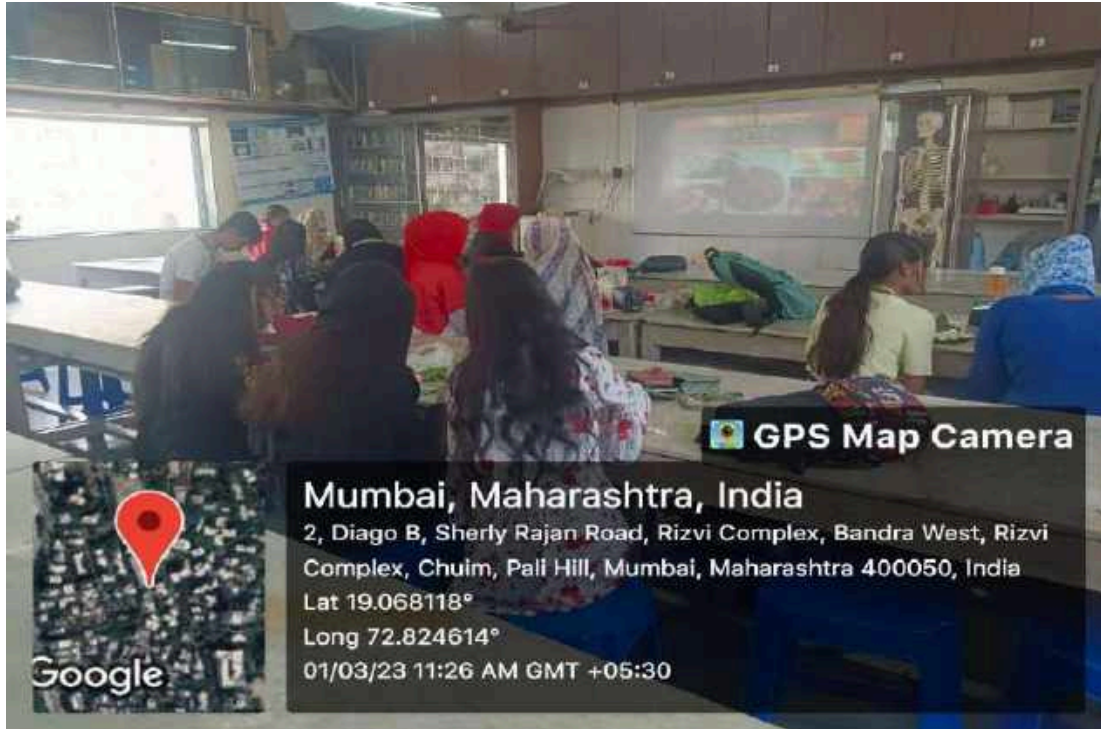 GPS Map Camera
Mumbai, Maharashtra, India
2, Diago B, Sherly Rajan Road, Rizvi Complex, Bandra West, Rizvi
Complex, Chuim, Pali Hill, Mumbai, Maharashtra 400050, India
Lat 19.068118°
Long 72.824614°
01/03/23 11:26 AM GMT +05:30
Google